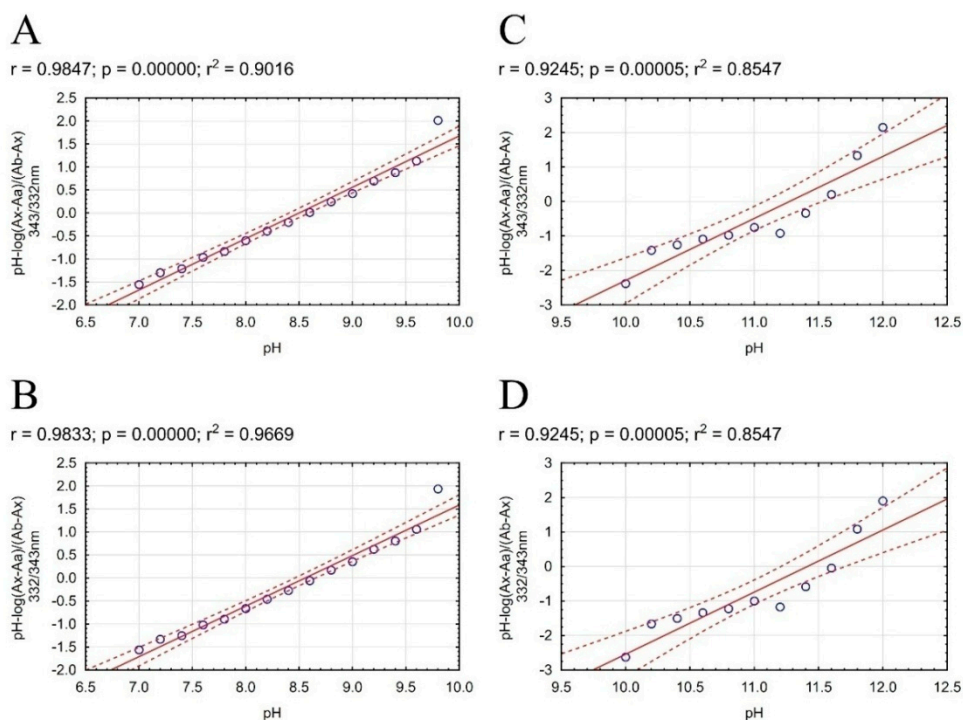 A
r = 0.9847; p = 0.00000; r² = 0.9016
pH-log(Ax-Aa)/(Ab-Ax)
343/332nm
2.5
2.0
1.5
1.0
0.5
0.0
-0.5
-1.0
-1.5
-2.0
6.5 7.0 7.5 8.0 8.5 9.0 9.5 10.0
pH
C
r = 0.9245; p = 0.00005; r² = 0.8547
pH-log(Ax-Aa)/(Ab-Ax)
343/332nm
3
2
1
0
-1
-2
-3
9.5 10.0 10.5 11.0 11.5 12.0 12.5
pH
B
r = 0.9833; p = 0.00000; r² = 0.9669
pH-log(Ax-Aa)/(Ab-Ax)
332/343nm
2.5
2.0
1.5
1.0
0.5
0.0
-0.5
-1.0
-1.5
-2.0
6.5 7.0 7.5 8.0 8.5 9.0 9.5 10.0
pH
D
r = 0.9245; p = 0.00005; r² = 0.8547
pH-log(Ax-Aa)/(Ab-Ax)
332/343nm
3
2
1
0
-1
-2
-3
9.5 10.0 10.5 11.0 11.5 12.0 12.5
pH